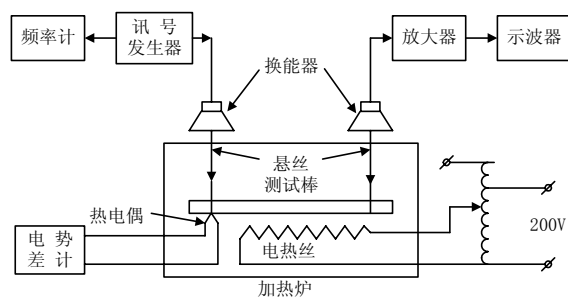 频率计
讯 号
发生器
放大器
示波器
换能器
悬丝
测试棒
热电偶
电 势
差 计
电热丝
200V
加热炉